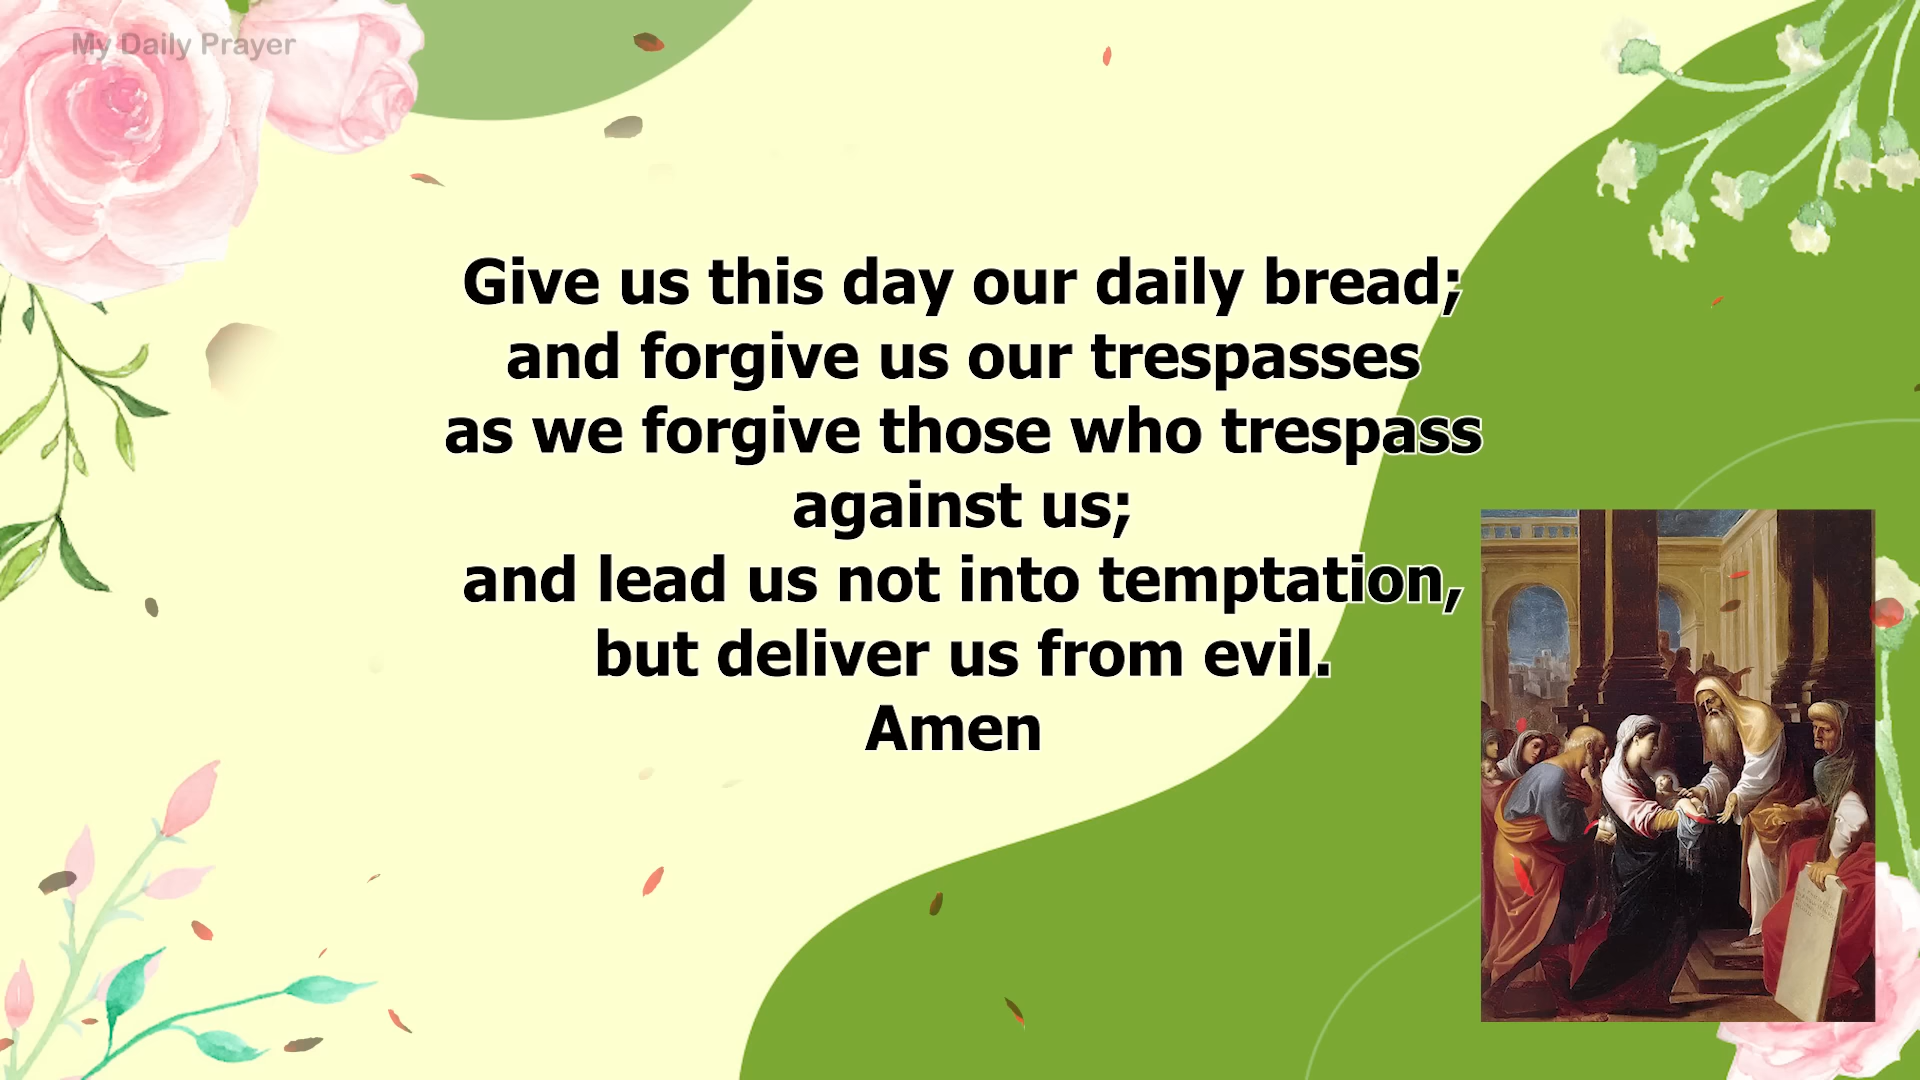 My Daily Prayer
Give us this day our daily bread;
and forgive us our trespasses
as we forgive those who trespass
against us;
and lead us not into temptation,
but deliver us from evil.
Amen